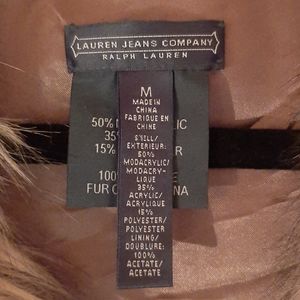 LAUREN JEANS COMPANY
RALPH LAUREN
M
MADE IN
CHINA
FABRIQUE EN
CHINE
SHELL/
EXTERIEUR:
50%
MODACRYLIC/
MODACRY-
LIQUE
35%
ACRYLIC/
ACRYLIQUE
15%
POLYESTER/
POLYESTER
LINING/
DOUBLURE:
100%
ACETATE/
ACETATE
50%
35%
15%
100%
FUR